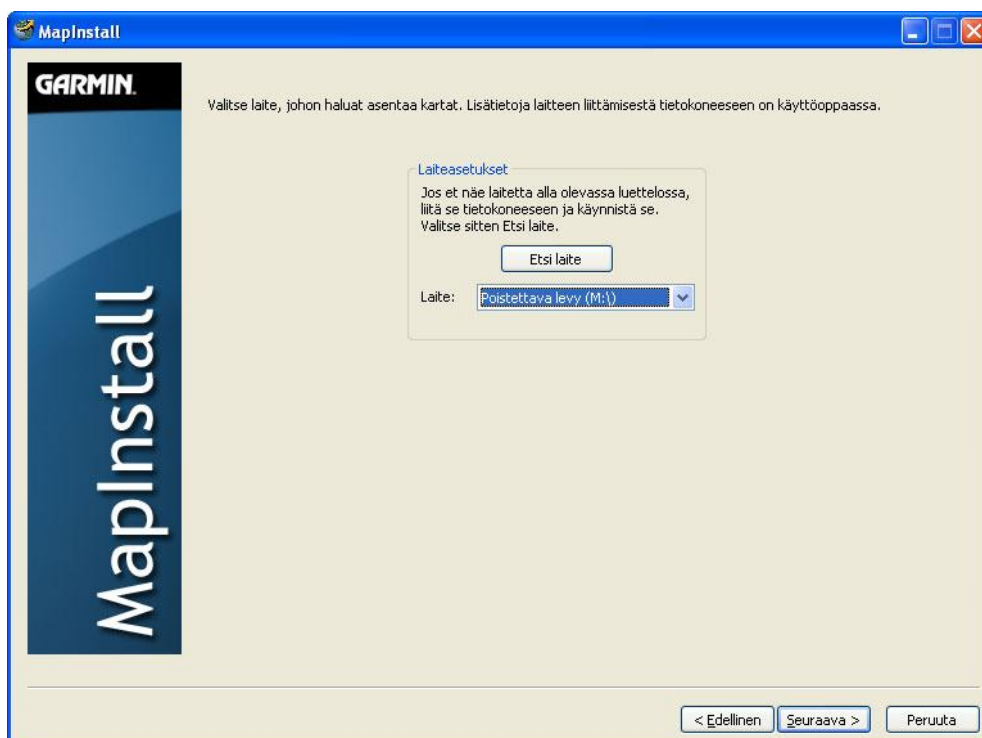 MapInstall
GARMIN.
Valitse laite, johon haluat asentaa kartat. Lisätietoja laitteen liittämisestä tietokoneeseen on käyttöoppaassa.
Laiteasetukset
Jos et näe laitetta alla olevassa luettelossa,
liitä se tietokoneeseen ja käynnistä se.
Valitse sitten Etsi laite.
Etsi laite
Laite: Poistettava levy (M:\)
MapInstall
< Edellinen Seuraava > Peruuta